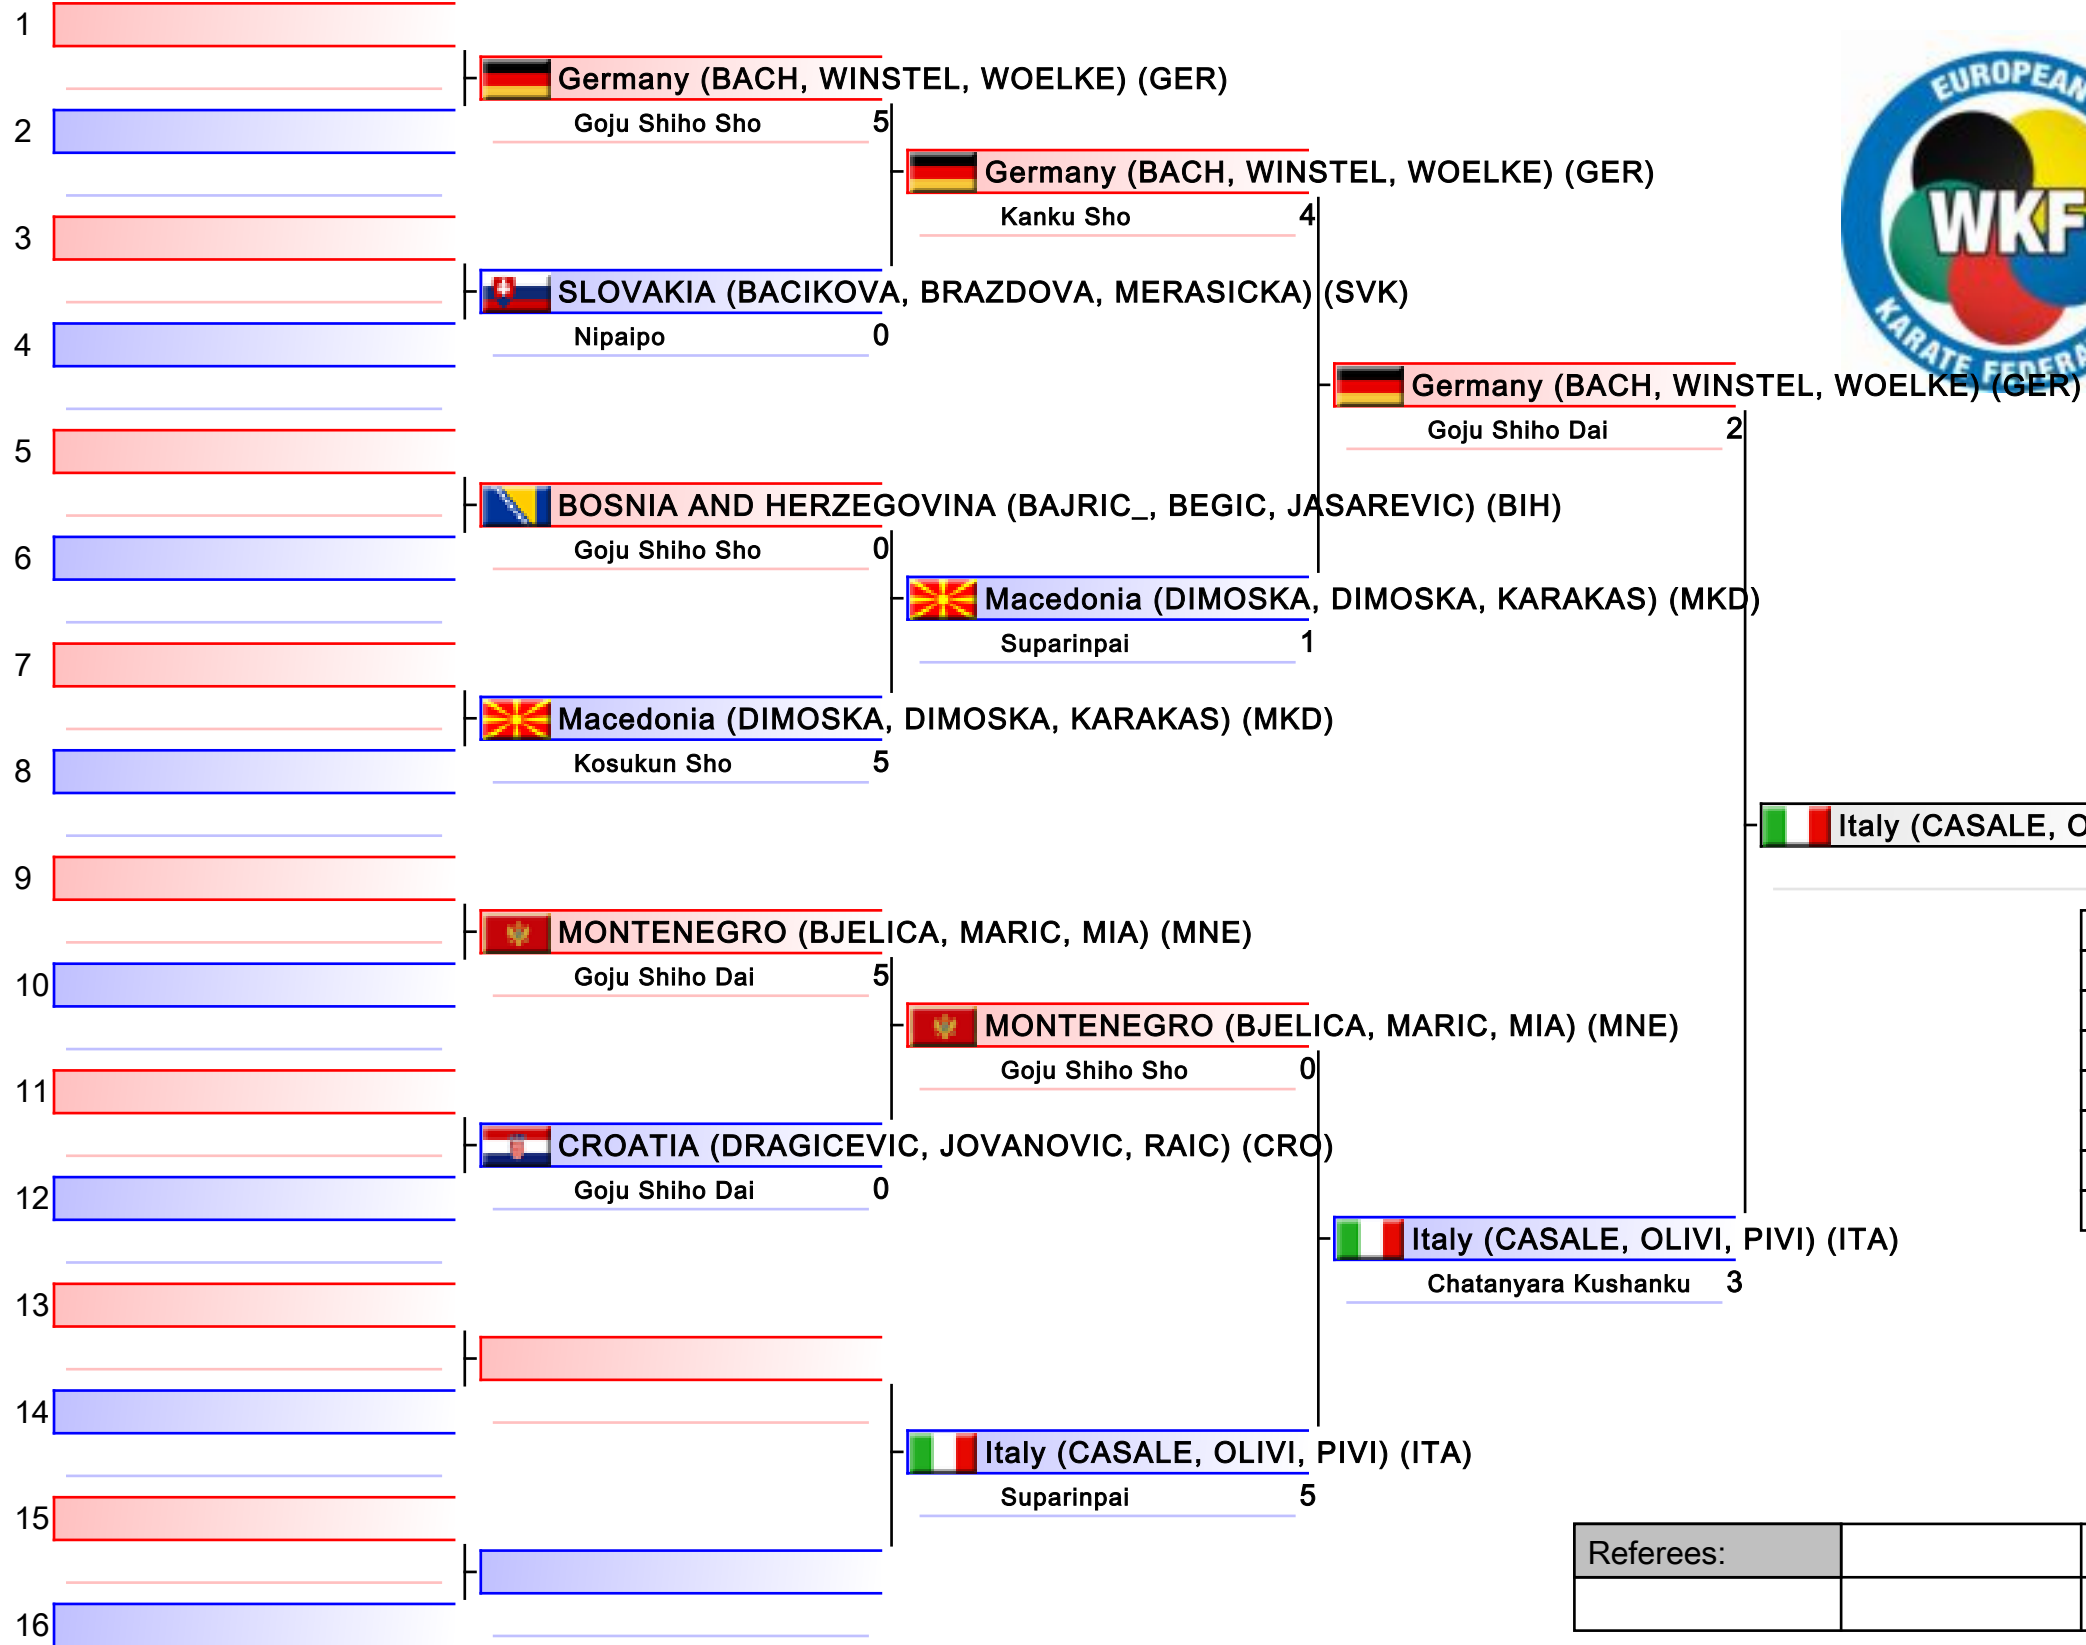 1
Germany (BACH, WINSTEL, WOELKE) (GER)
Goju Shiho Sho 5
2
Germany (BACH, WINSTEL, WOELKE) (GER)
Kanku Sho 4
3
SLOVAKIA (BACIKOVA, BRAZDOVA, MERASICKA) (SVK)
Nipaipo 0
4
EUROPEAN
WKF
KARATE FEDERA
Germany (BACH, WINSTEL, WOELKE) (GER)
Goju Shiho Dai 2
5
BOSNIA AND HERZEGOVINA (BAJRIC_, BEGIC, JASAREVIC) (BIH)
Goju Shiho Sho 0
6
Macedonia (DIMOSKA, DIMOSKA, KARAKAS) (MKD)
Suparinpai 1
7
Macedonia (DIMOSKA, DIMOSKA, KARAKAS) (MKD)
Kosukun Sho 5
8
Italy (CASALE, O
9
MONTENEGRO (BJELICA, MARIC, MIA) (MNE)
Goju Shiho Dai 5
10
MONTENEGRO (BJELICA, MARIC, MIA) (MNE)
Goju Shiho Sho 0
11
CROATIA (DRAGICEVIC, JOVANOVIC, RAIC) (CRO)
Goju Shiho Dai 0
12
Italy (CASALE, OLIVI, PIVI) (ITA)
Chatanyara Kushanku 3
13
14
Italy (CASALE, OLIVI, PIVI) (ITA)
Suparinpai 5
15
Referees:
16